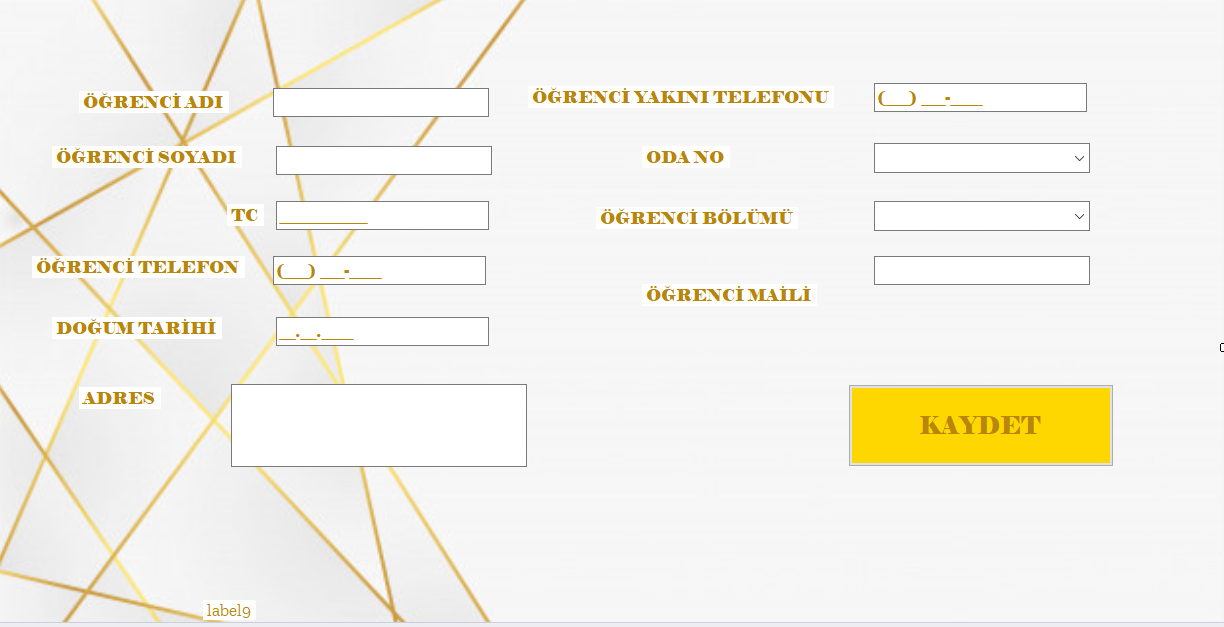 ÖĞRENCİ ADI
ÖĞRENCİ YAKINI TELEFONU (___) ___-____
ÖĞRENCİ SOYADI
ODA NO
TC ___________
ÖĞRENCİ BÖLÜMÜ
ÖĞRENCİ TELEFON (___) ___-____
ÖĞRENCİ MAİLİ
DOĞUM TARİHİ __.__.____
ADRES
KAYDET
label9